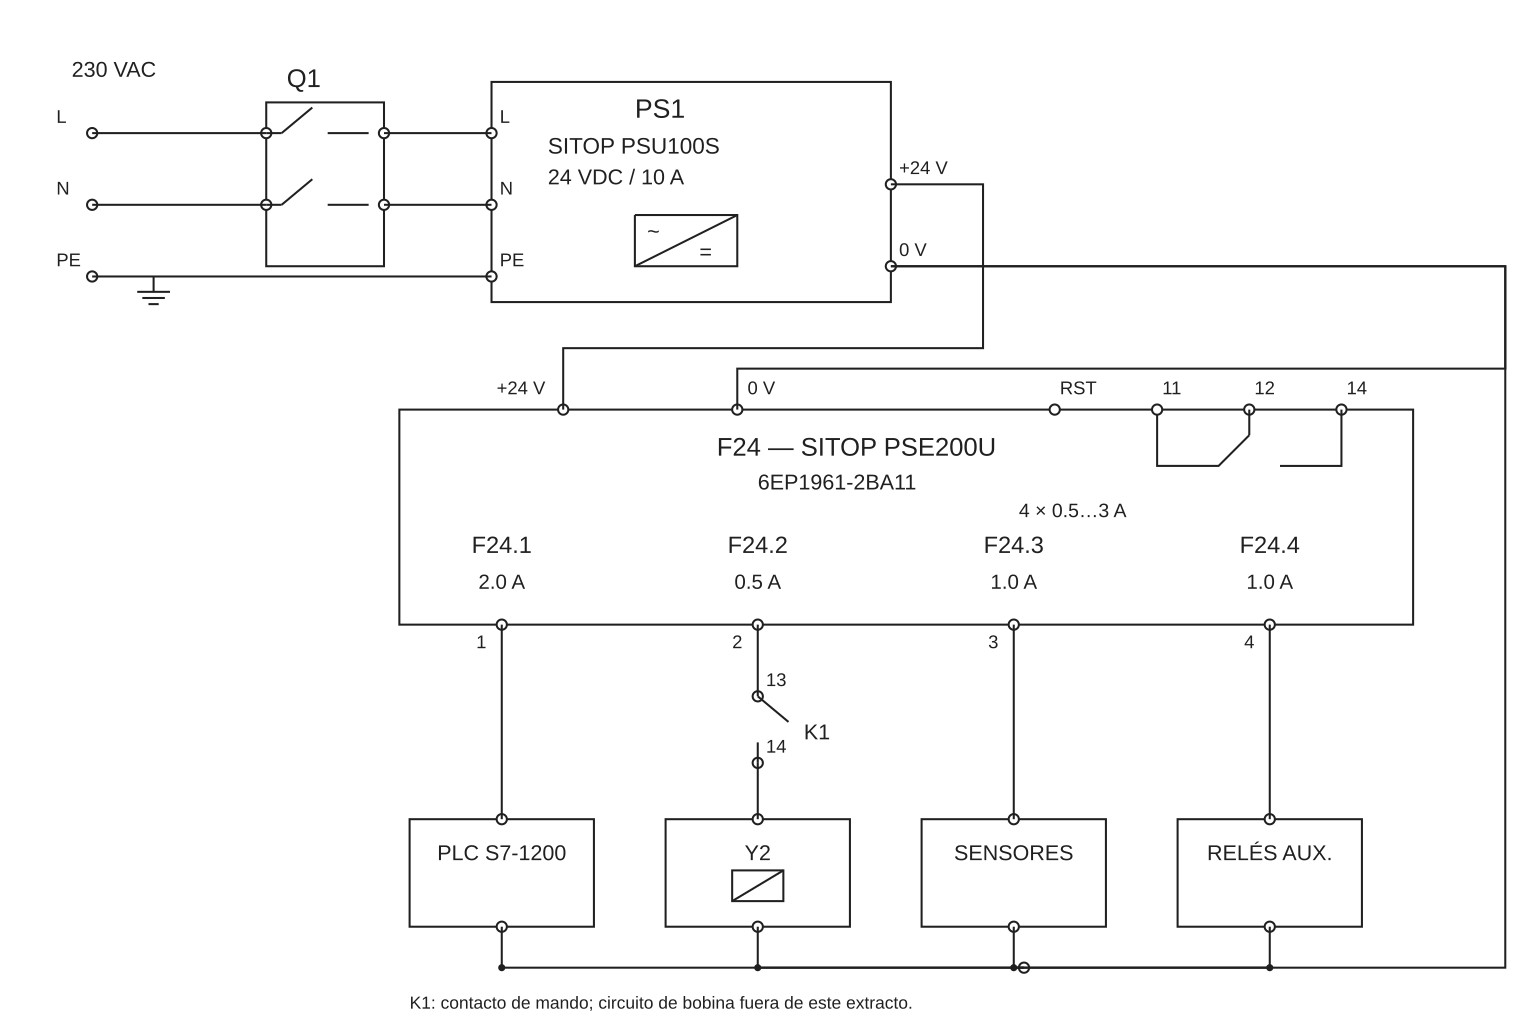 230 VAC
Q1
L
N
PE
L
N
PE
PS1
SITOP PSU100S
24 VDC / 10 A
~
=
+24 V
0 V
+24 V
0 V
RST
11
12
14
F24 — SITOP PSE200U
6EP1961-2BA11
4 × 0.5…3 A
F24.1
F24.2
F24.3
F24.4
2.0 A
0.5 A
1.0 A
1.0 A
1
2
3
4
13
K1
14
PLC S7-1200
Y2
SENSORES
RELÉS AUX.
K1: contacto de mando; circuito de bobina fuera de este extracto.